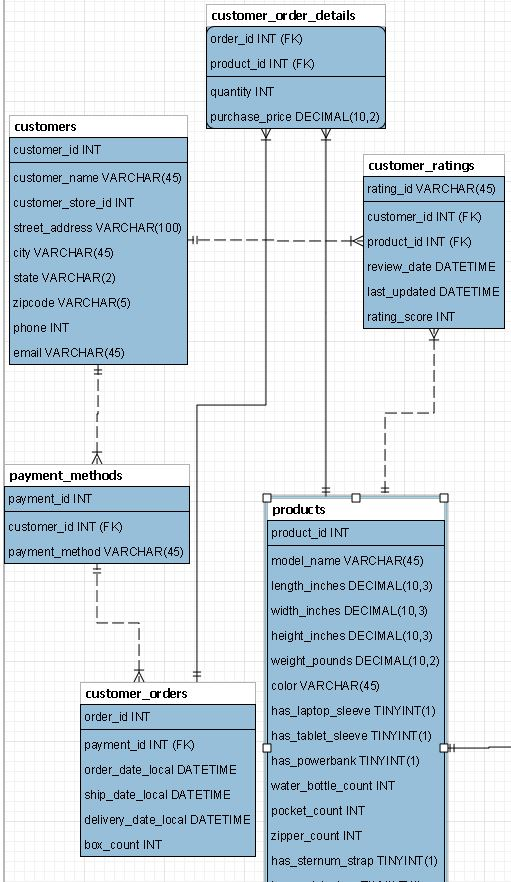 customer_order_details
order_id INT (FK)
product_id INT (FK)
quantity INT
purchase_price DECIMAL(10,2)
customers
customer_id INT
customer_name VARCHAR(45)
customer_store_id INT
street_address VARCHAR(100)
city VARCHAR(45)
state VARCHAR(2)
zipcode VARCHAR(5)
phone INT
email VARCHAR(45)
customer_ratings
rating_id VARCHAR(45)
customer_id INT (FK)
product_id INT (FK)
review_date DATETIME
last_updated DATETIME
rating_score INT
payment_methods
payment_id INT
customer_id INT (FK)
payment_method VARCHAR(45)
customer_orders
order_id INT
payment_id INT (FK)
order_date_local DATETIME
ship_date_local DATETIME
delivery_date_local DATETIME
box_count INT
products
product_id INT
model_name VARCHAR(45)
length_inches DECIMAL(10,3)
width_inches DECIMAL(10,3)
height_inches DECIMAL(10,3)
weight_pounds DECIMAL(10,2)
color VARCHAR(45)
has_laptop_sleeve TINYINT(1)
has_tablet_sleeve TINYINT(1)
has_powerbank TINYINT(1)
water_bottle_count INT
pocket_count INT
zipper_count INT
has_sternum_strap TINYINT(1)